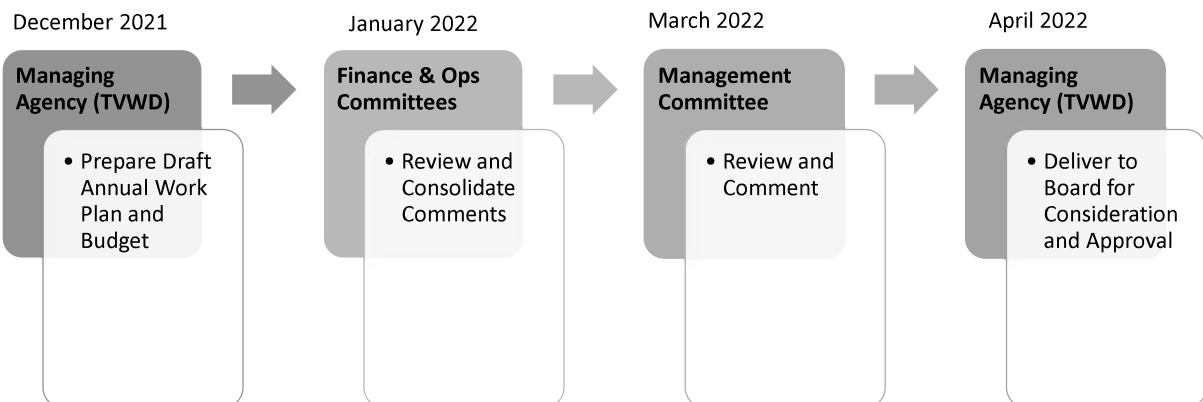 December 2021
Managing
Agency (TVWD)
• Prepare Draft
Annual Work
Plan and
Budget
January 2022
Finance & Ops
Committees
• Review and
Consolidate
Comments
March 2022
Management
Committee
• Review and
Comment
April 2022
Managing
Agency (TVWD)
• Deliver to
Board for
Consideration
and Approval